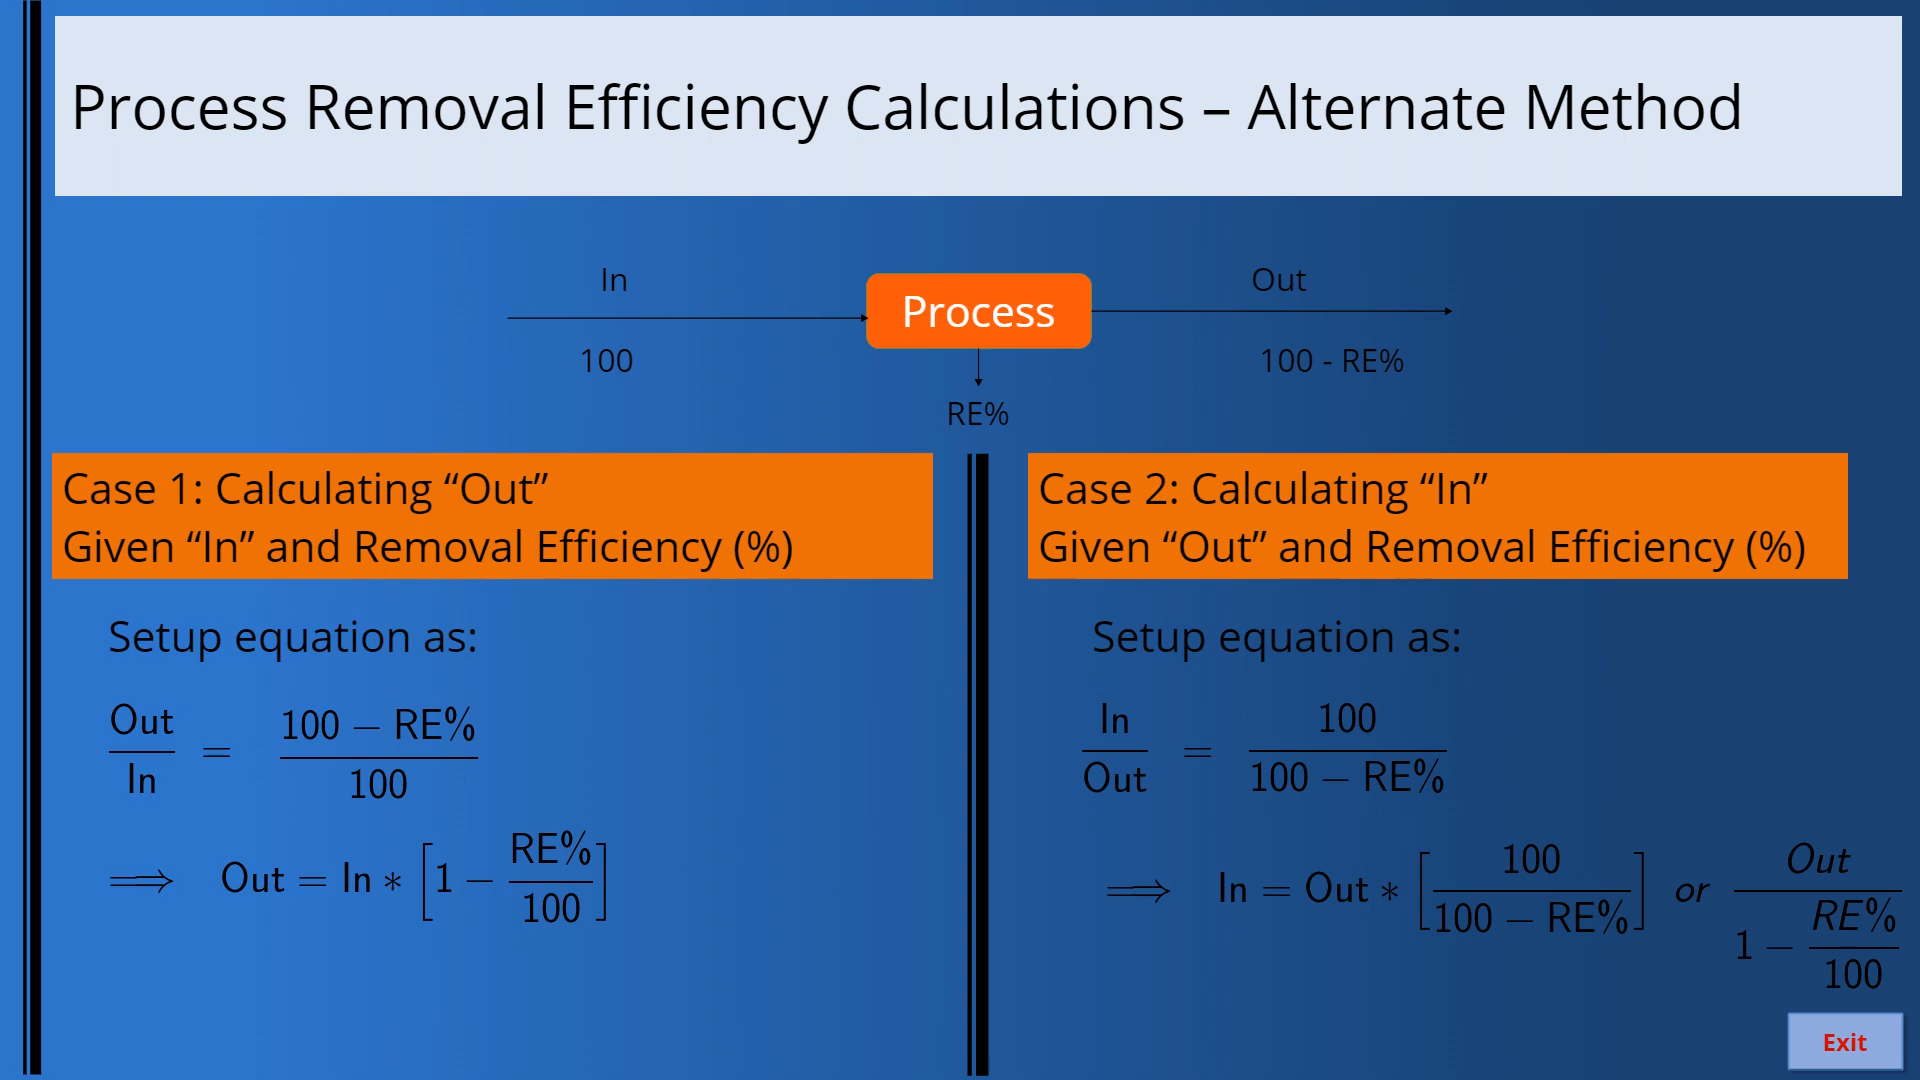 Process Removal Efficiency Calculations – Alternate Method
In
Process
Out
100
100 - RE%
RE%
Case 1: Calculating “Out”
Given “In” and Removal Efficiency (%)
Setup equation as:
Out/In = (100 − RE%)/100
⟹ Out = In ∗ [1 − RE%/100]
Case 2: Calculating “In”
Given “Out” and Removal Efficiency (%)
Setup equation as:
In/Out = 100/(100 − RE%)
⟹ In = Out ∗ [100/(100 − RE%)] or Out/(1 − RE%/100)
Exit